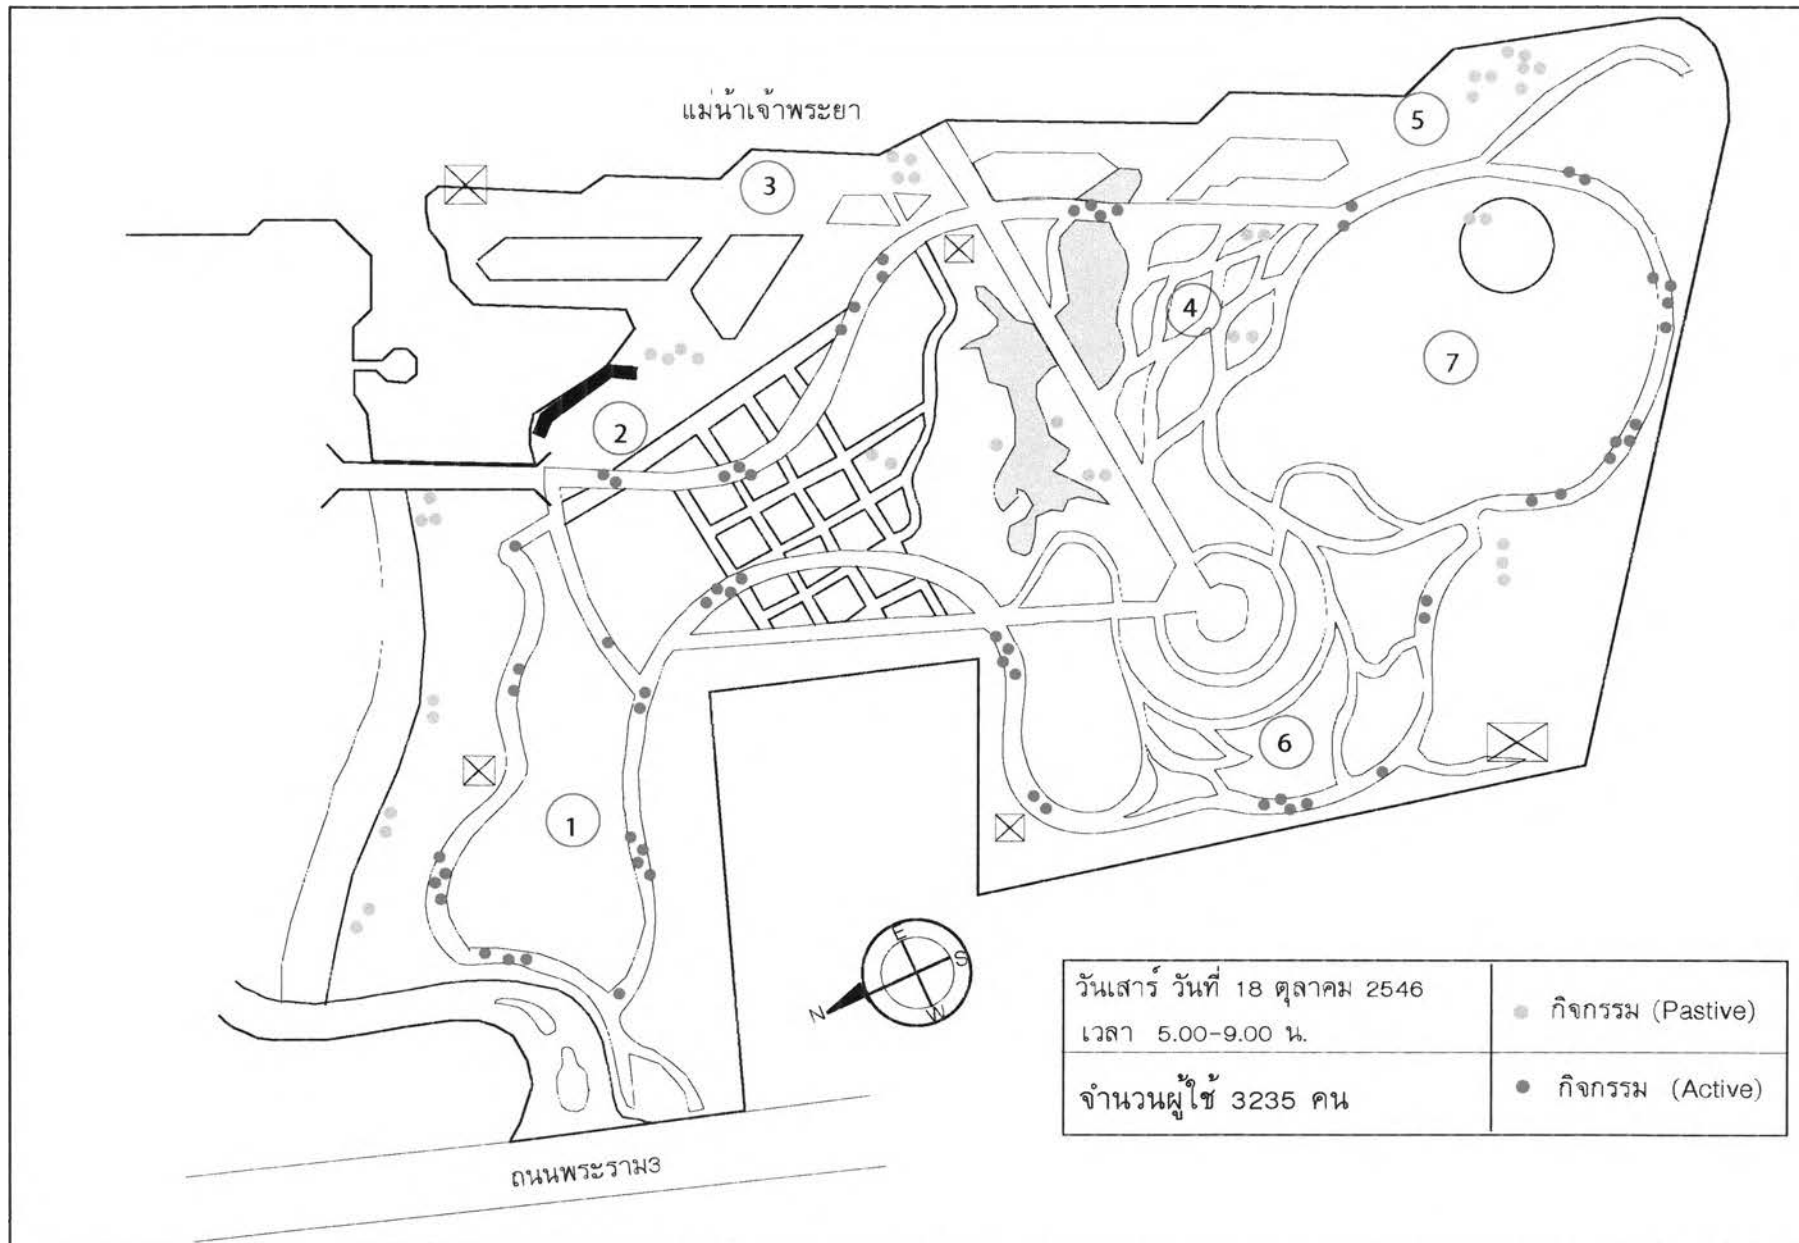 แม่น้ำเจ้าพระยา
5
3
4
7
2
6
1
E
S
N
W
วันเสาร์ วันที่ 18 ตุลาคม 2546
เวลา 5.00-9.00 น.
กิจกรรม (Pastive)
จำนวนผู้ใช้ 3235 คน
กิจกรรม (Active)
ถนนพระราม3